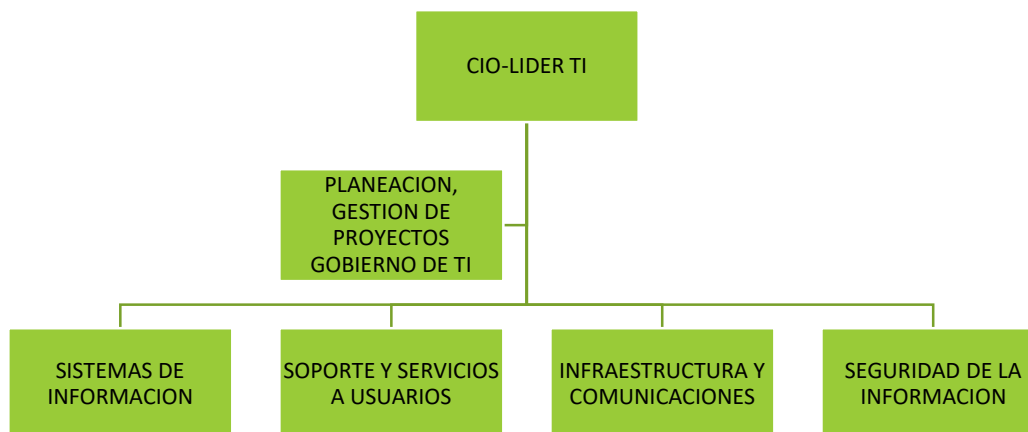 CIO-LIDER TI
PLANEACION,
GESTION DE
PROYECTOS
GOBIERNO DE TI
SISTEMAS DE
INFORMACION
SOPORTE Y SERVICIOS
A USUARIOS
INFRAESTRUCTURA Y
COMUNICACIONES
SEGURIDAD DE LA
INFORMACION